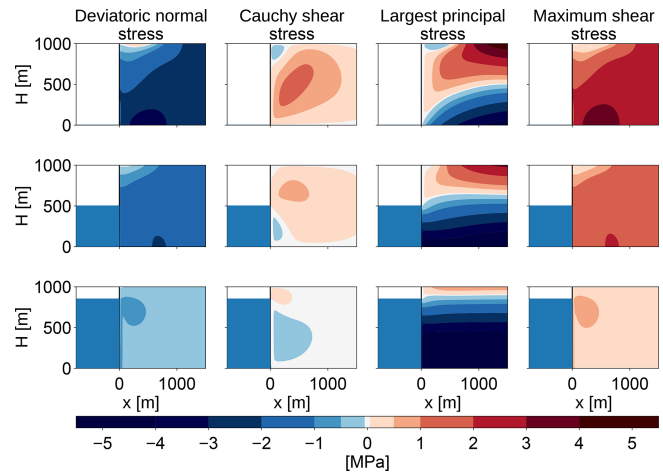 Deviatoric normal Cauchy shear Largest principal Maximum shear
stress stress stress stress
1000
H [m] 500
0
1000
H [m] 500
0
1000
H [m] 500
0
0 1000 0 1000 0 1000 0 1000
x [m] x [m] x [m] x [m]
−5 −4 −3 −2 −1 0 1 2 3 4 5
[MPa]